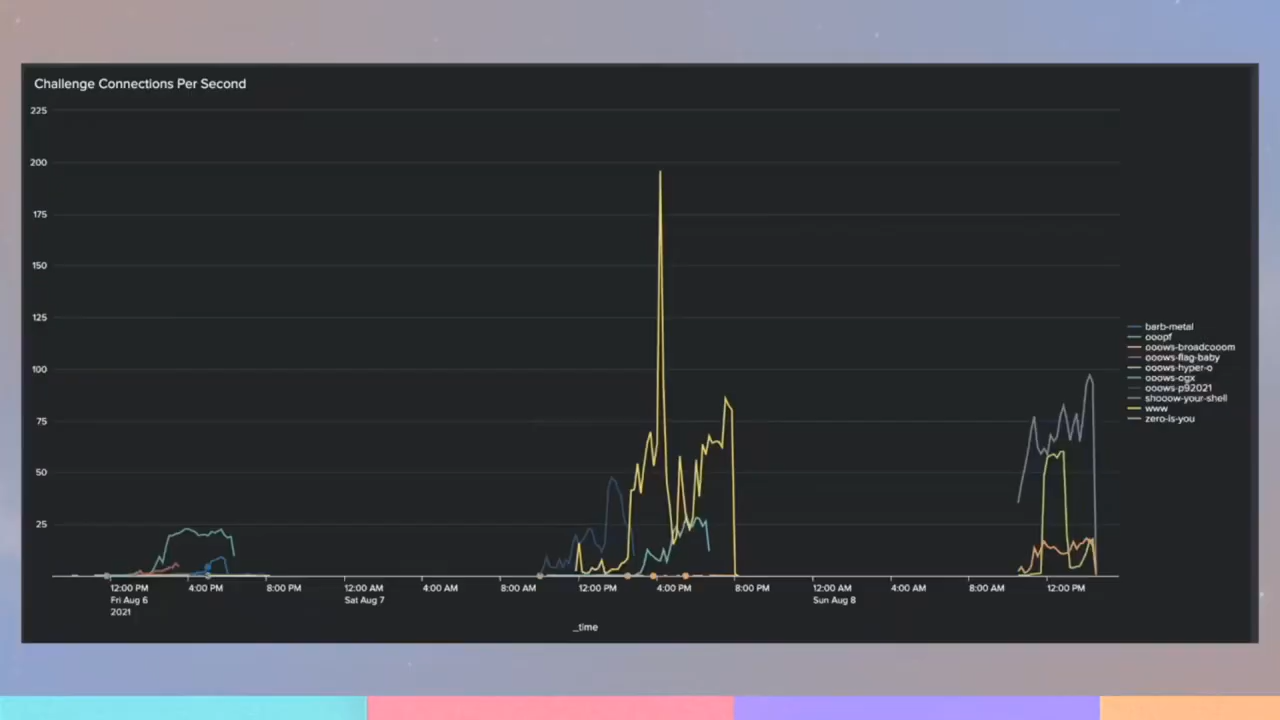 Challenge Connections Per Second
225
200
175
150
125
100
75
50
25
12:00 PM 4:00 PM 8:00 PM 12:00 AM 4:00 AM 8:00 AM 12:00 PM 4:00 PM 8:00 PM 12:00 AM 4:00 AM 8:00 AM 12:00 PM
Fri Aug 6 Sat Aug 7 Sun Aug 8
2021
_time
barb-metal
ooopf
ooows-broadcooom
ooows-flag-baby
ooows-hyper-o
ooows-ogx
ooows-p92021
shooow-your-shell
www
zero-is-you